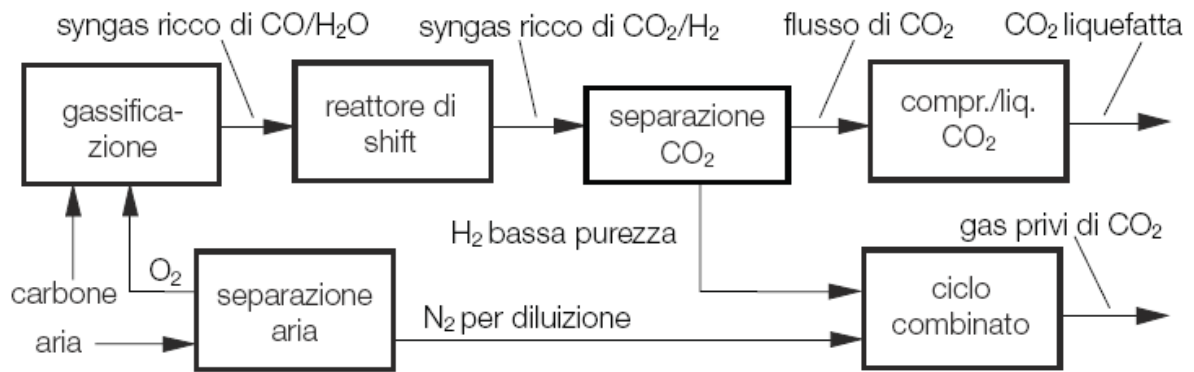 syngas ricco di CO/H₂O
syngas ricco di CO₂/H₂
flusso di CO₂
CO₂ liquefatta
gassifica-
zione
reattore di
shift
separazione
CO₂
compr./liq.
CO₂
H₂ bassa purezza
gas privi di CO₂
O₂
carbone
aria
separazione
aria
N₂ per diluizione
ciclo
combinato